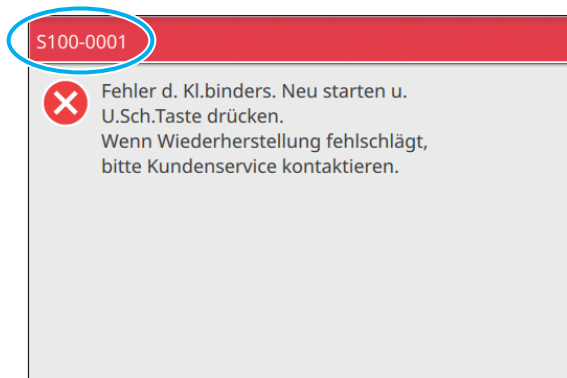 S100-0001
Fehler d. Kl.binders. Neu starten u.
U.Sch.Taste drücken.
Wenn Wiederherstellung fehlschlägt,
bitte Kundenservice kontaktieren.